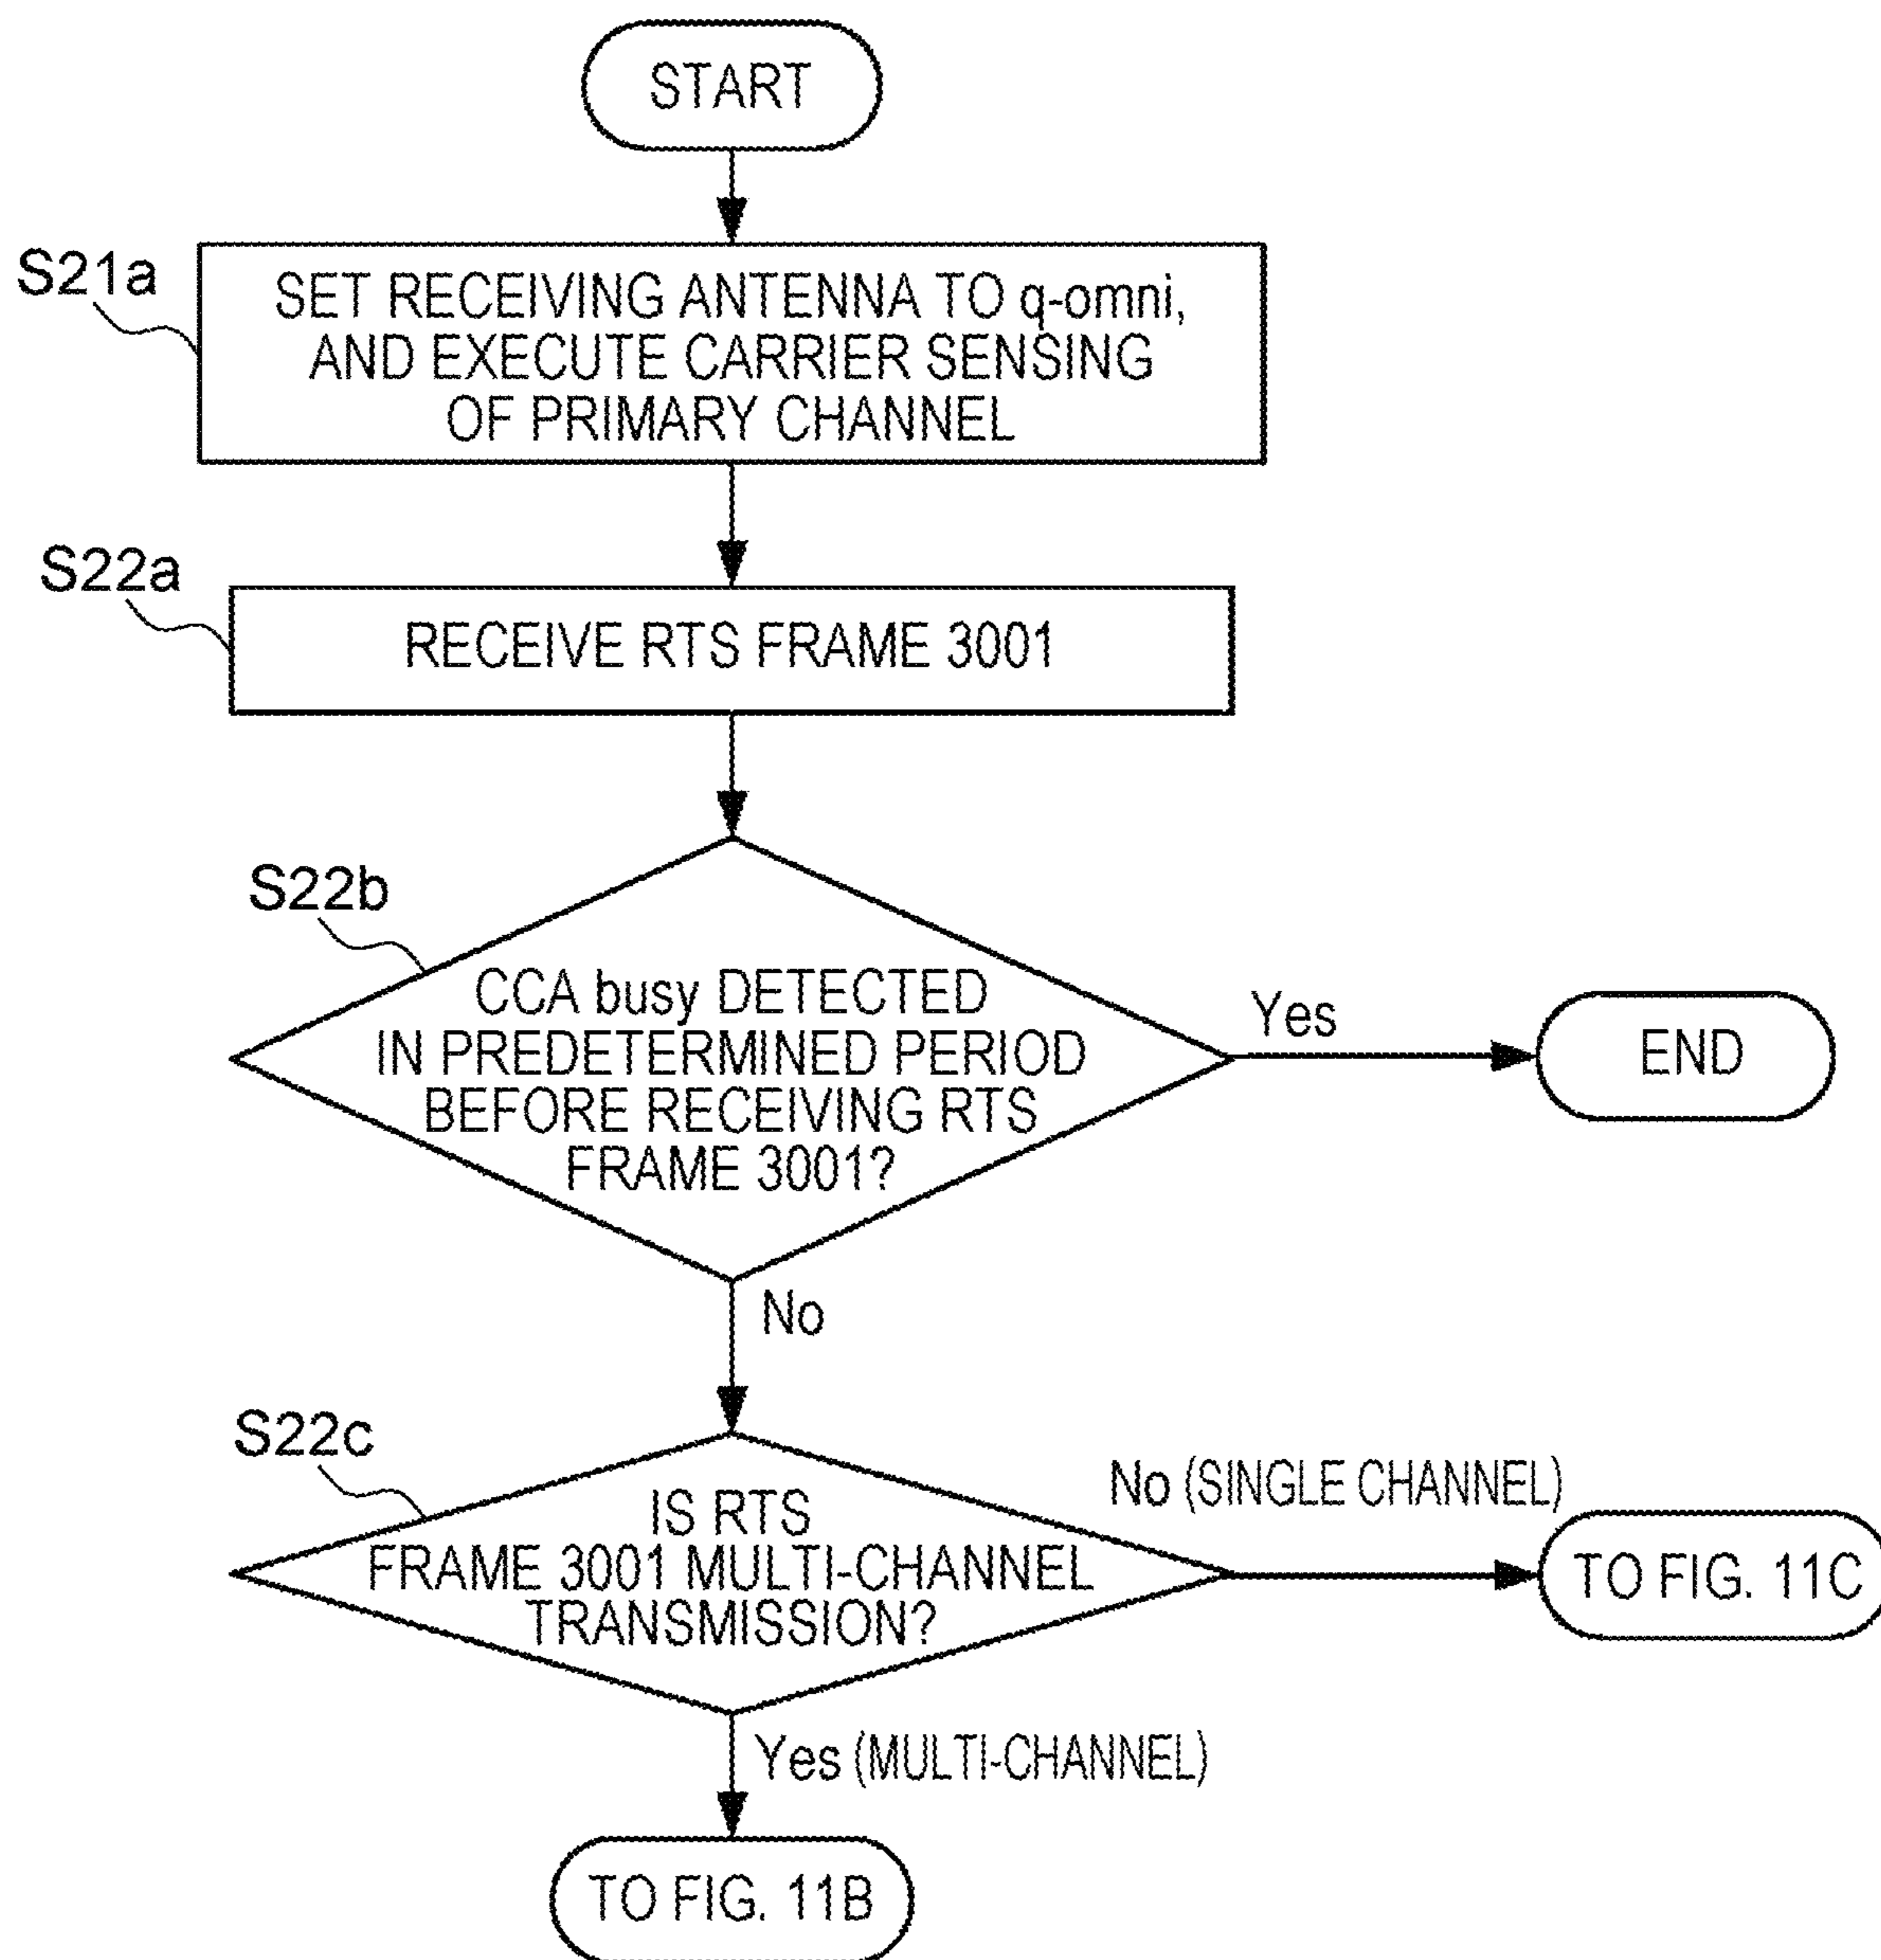 START
S21a
SET RECEIVING ANTENNA TO q-omni,
AND EXECUTE CARRIER SENSING
OF PRIMARY CHANNEL
S22a
RECEIVE RTS FRAME 3001
S22b
CCA busy DETECTED
IN PREDETERMINED PERIOD
BEFORE RECEIVING RTS
FRAME 3001?
Yes
END
No
S22c
IS RTS
FRAME 3001 MULTI-CHANNEL
TRANSMISSION?
No (SINGLE CHANNEL)
TO FIG. 11C
Yes (MULTI-CHANNEL)
TO FIG. 11B